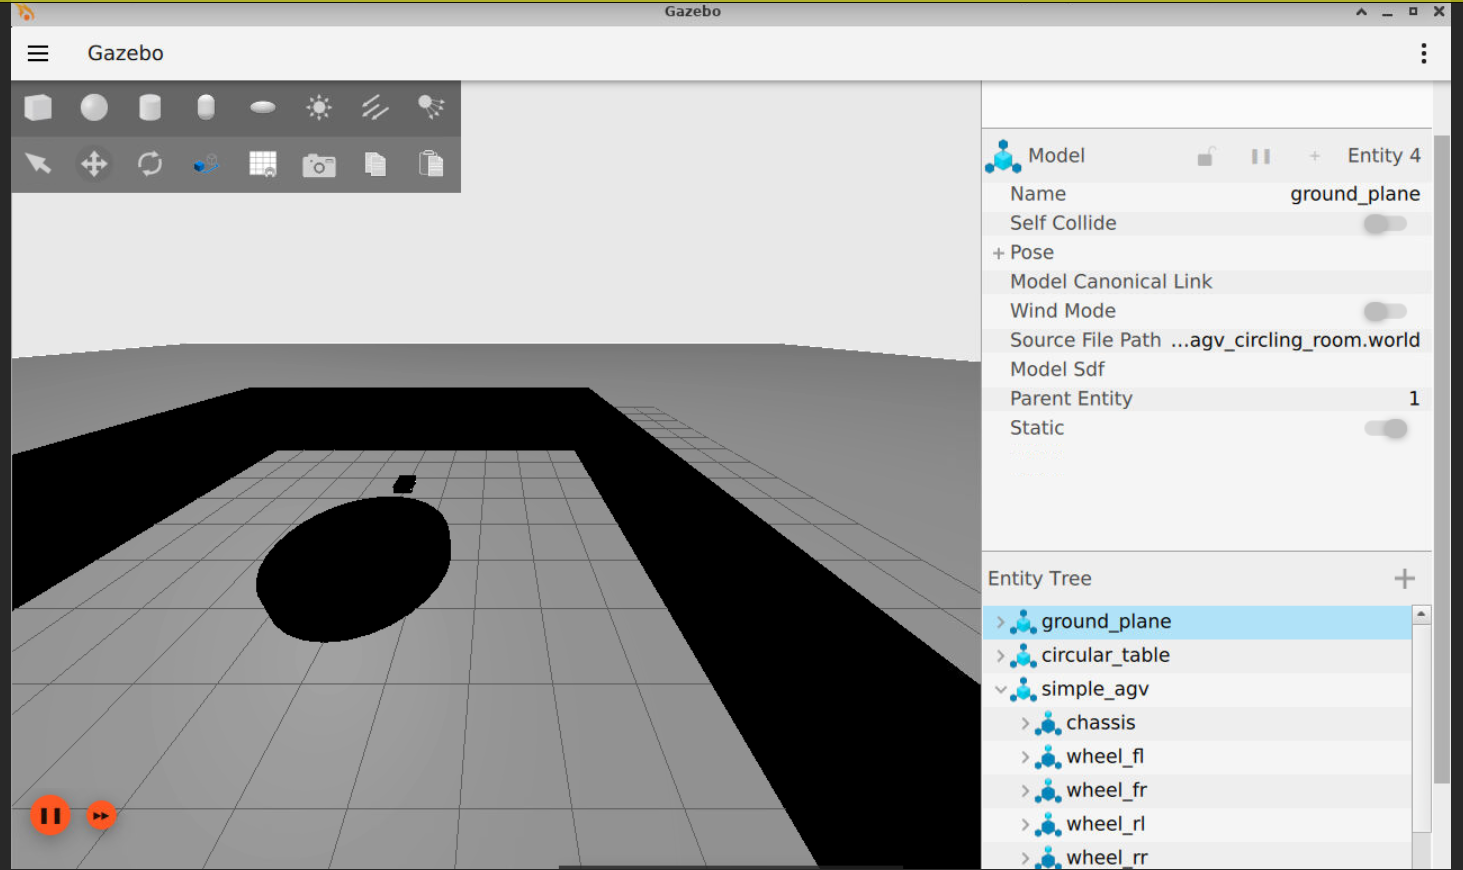 Gazebo
Gazebo
Model Entity 4
Name ground_plane
Self Collide
Pose
Model Canonical Link
Wind Mode
Source File Path ...agv_circling_room.world
Model Sdf
Parent Entity 1
Static
Entity Tree
ground_plane
circular_table
simple_agv
chassis
wheel_fl
wheel_fr
wheel_rl
wheel_rr